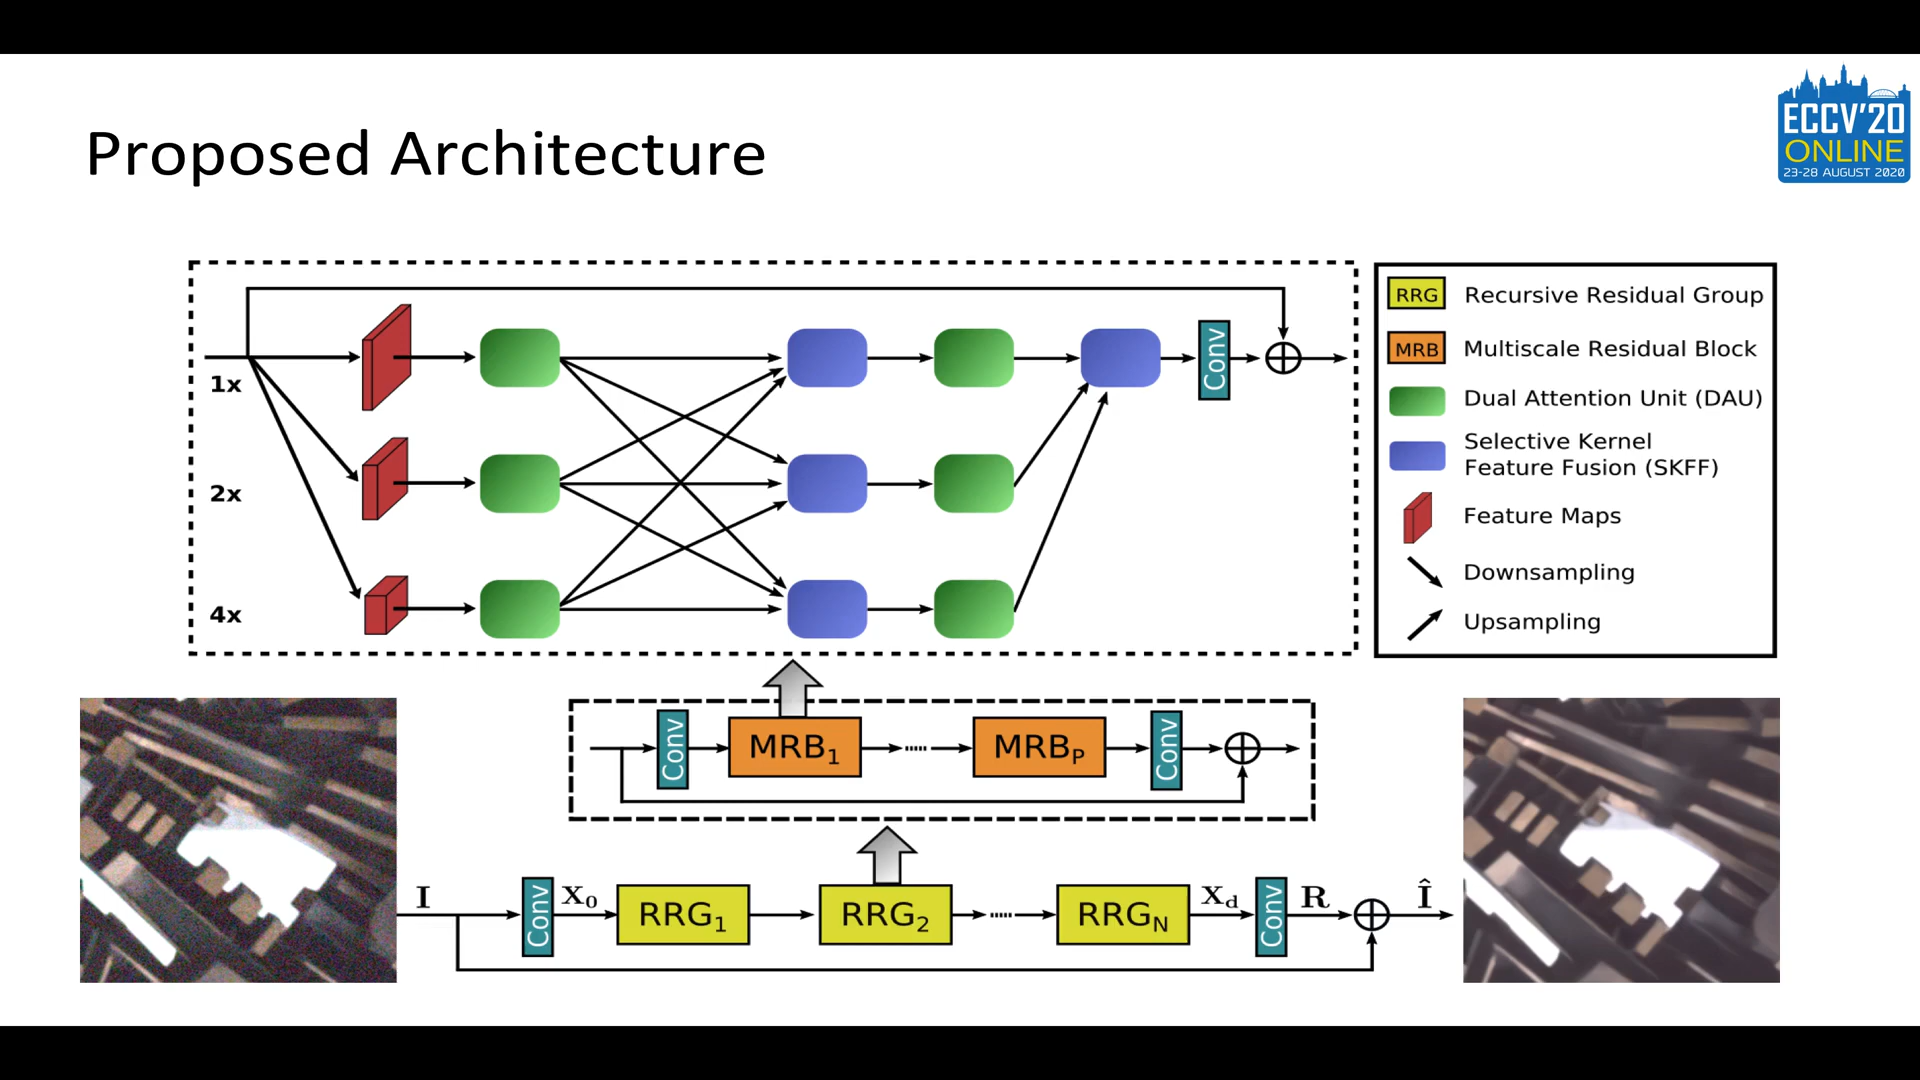 Proposed Architecture
ECCV'20
ONLINE
23-28 AUGUST 2020
1x
2x
4x
Conv
RRG Recursive Residual Group
MRB Multiscale Residual Block
Dual Attention Unit (DAU)
Selective Kernel
Feature Fusion (SKFF)
Feature Maps
Downsampling
Upsampling
Conv MRB₁ MRBₚ Conv
I Conv X₀ RRG₁ RRG₂ RRG_N X_d Conv R Î